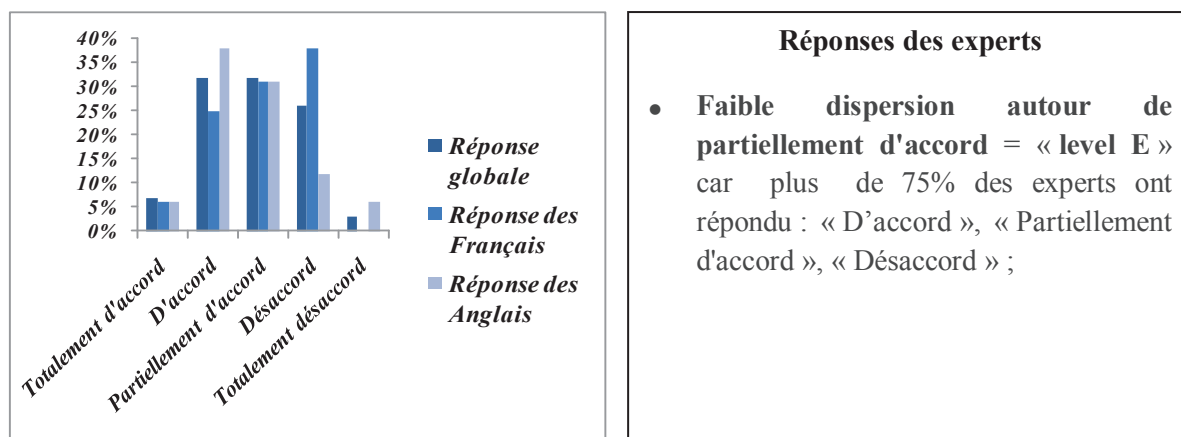 40%
35%
30%
25%
20%
15%
10%
5%
0%
Totalement d'accord
D'accord
Partiellement d'accord
Désaccord
Totalement désaccord
Réponse
globale
Réponse des
Français
Réponse des
Anglais
Réponses des experts
● Faible dispersion autour de
partiellement d'accord = « level E »
car plus de 75% des experts ont
répondu : « D’accord », « Partiellement
d'accord », « Désaccord » ;